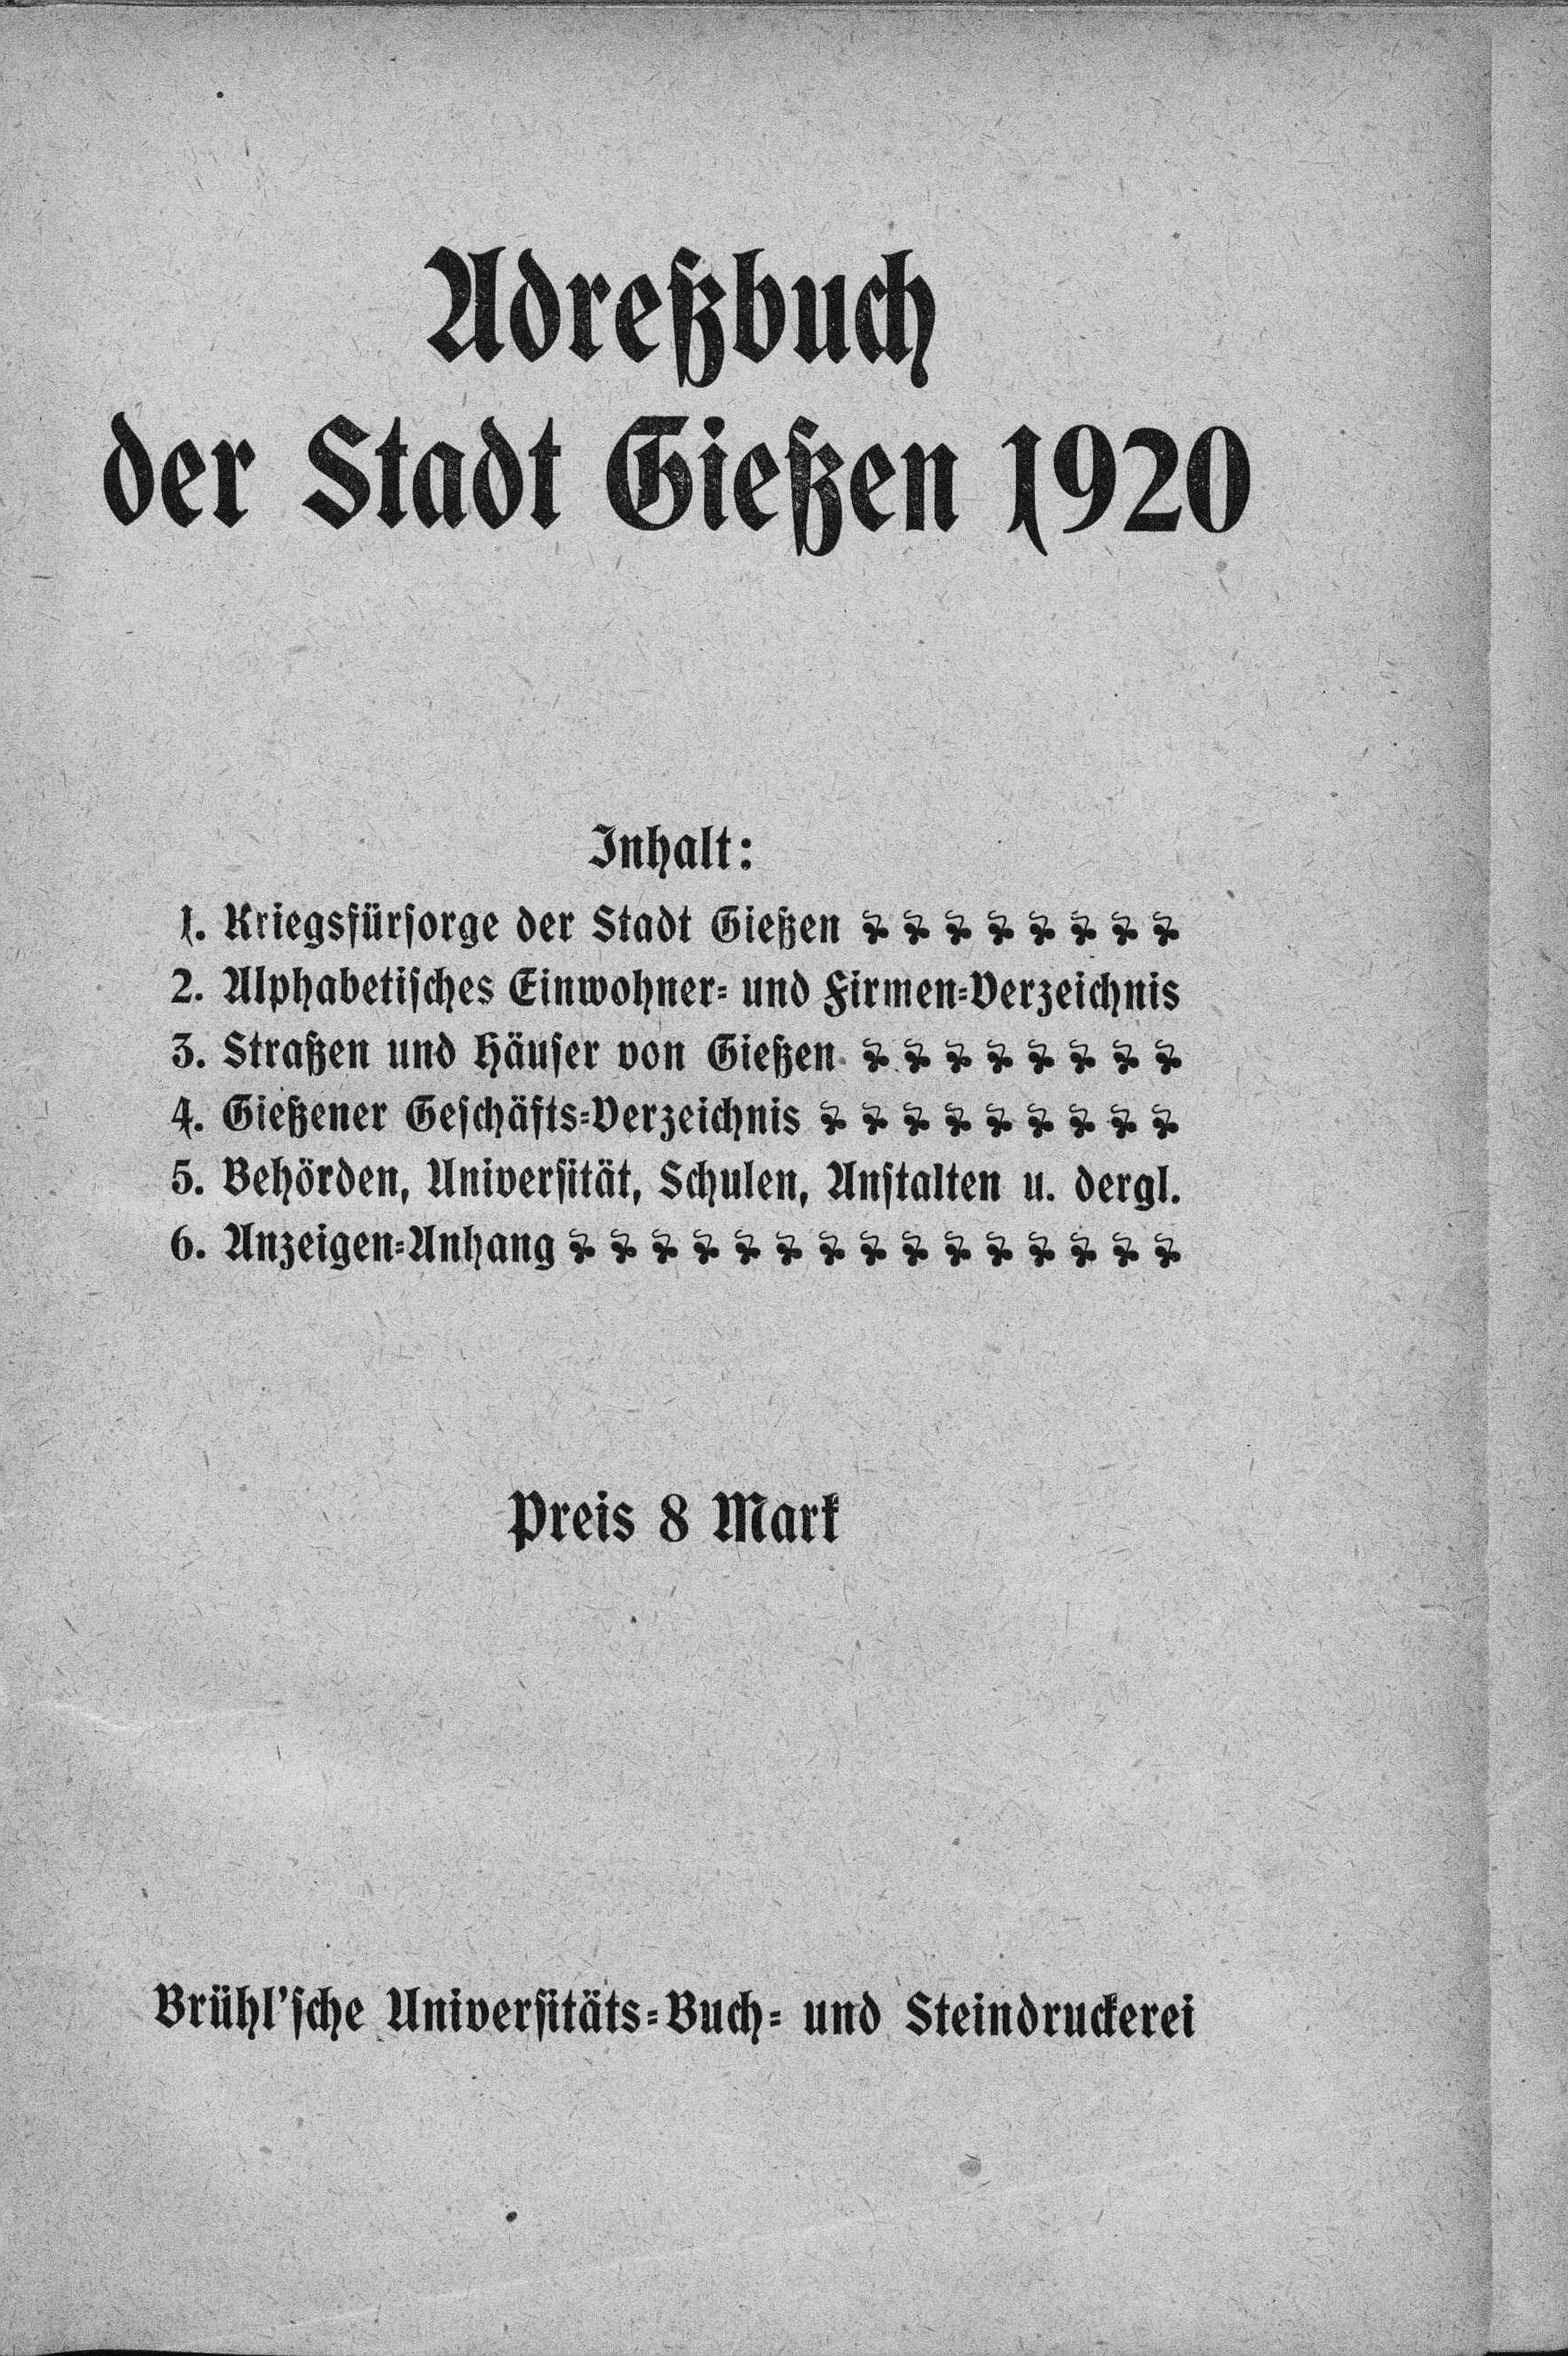 Adreßbuch
der Stadt Gießen 1920
Inhalt:
1. Kriegsfürsorge der Stadt Gießen
2. Alphabetisches Einwohner- und Firmen-Verzeichnis
3. Straßen und Häuser von Gießen
4. Gießener Geschäfts-Verzeichnis
5. Behörden, Universität, Schulen, Anstalten u. dergl.
6. Anzeigen-Anhang
Preis 8 Mark
Brühl'sche Universitäts-Buch- und Steindruckerei